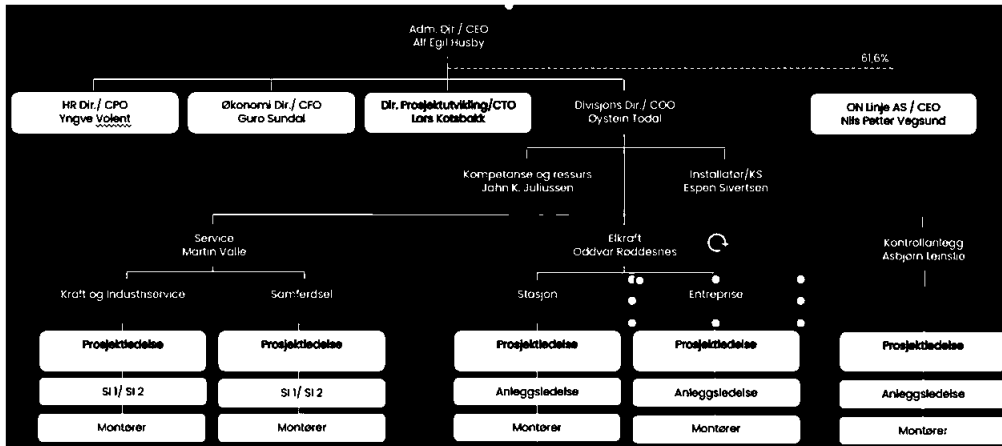 Adm. Dir / CEO
Alf Egil Husby
61,6%
HR Dir./ CPO
Yngve Volent
Økonomi Dir./ CFO
Guro Sundal
Dir. Prosjektutvikling/CTO
Lars Kotsbakk
Divisjons Dir./ COO
Øystein Todal
ON Linje AS / CEO
Nils Petter Vegsund
Kompetanse og ressurs
Jahn K. Juliussen
Installatør/KS
Espen Sivertsen
Service
Martin Valle
Elkraft
Oddvar Røddesnes
Kontrollanlegg
Asbjørn Leinslie
Kraft og Industriservice
Samferdsel
Stasjon
Entreprise
Prosjektledelse
Prosjektledelse
Prosjektledelse
Prosjektledelse
Prosjektledelse
SI 1/ SI 2
SI 1/ SI 2
Anleggsledelse
Anleggsledelse
Anleggsledelse
Montører
Montører
Montører
Montører
Montører